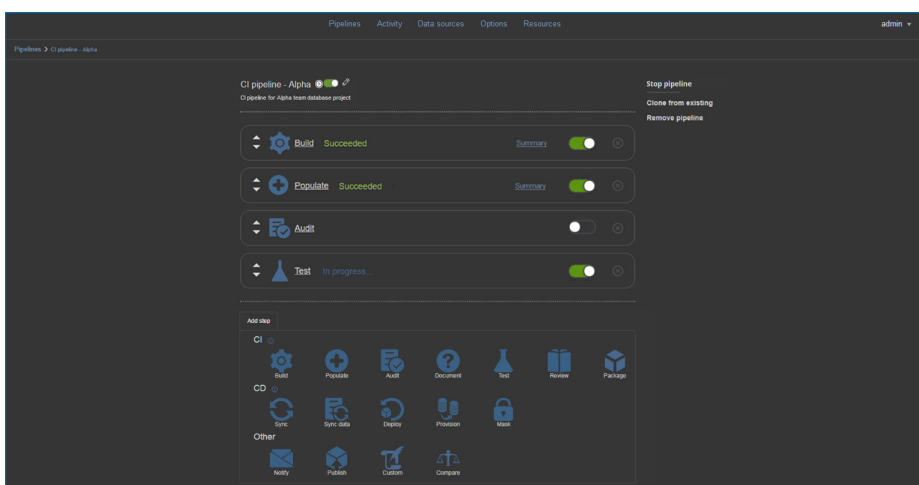 Pipelines Activity Data sources Options Resources admin
Pipelines > CI pipeline - Alpha
CI pipeline - Alpha
CI pipeline for Alpha team database project
Stop pipeline
Clone from existing
Remove pipeline
Build Succeeded Summary
Populate Succeeded Summary
Audit
Test In progress...
Add step
CI
Build Populate Audit Document Test Review Package
CD
Sync Sync data Deploy Provision Mask
Other
Notify Publish Custom Compare